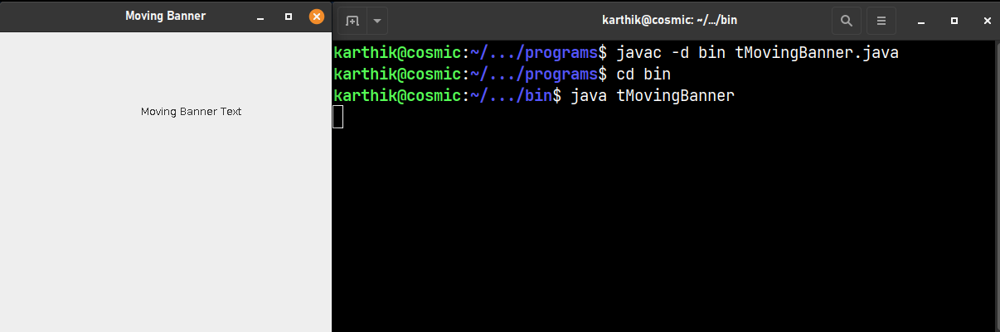 Moving Banner
Moving Banner Text
karthik@cosmic: ~/.../bin
karthik@cosmic:~/.../programs$ javac -d bin tMovingBanner.java
karthik@cosmic:~/.../programs$ cd bin
karthik@cosmic:~/.../bin$ java tMovingBanner